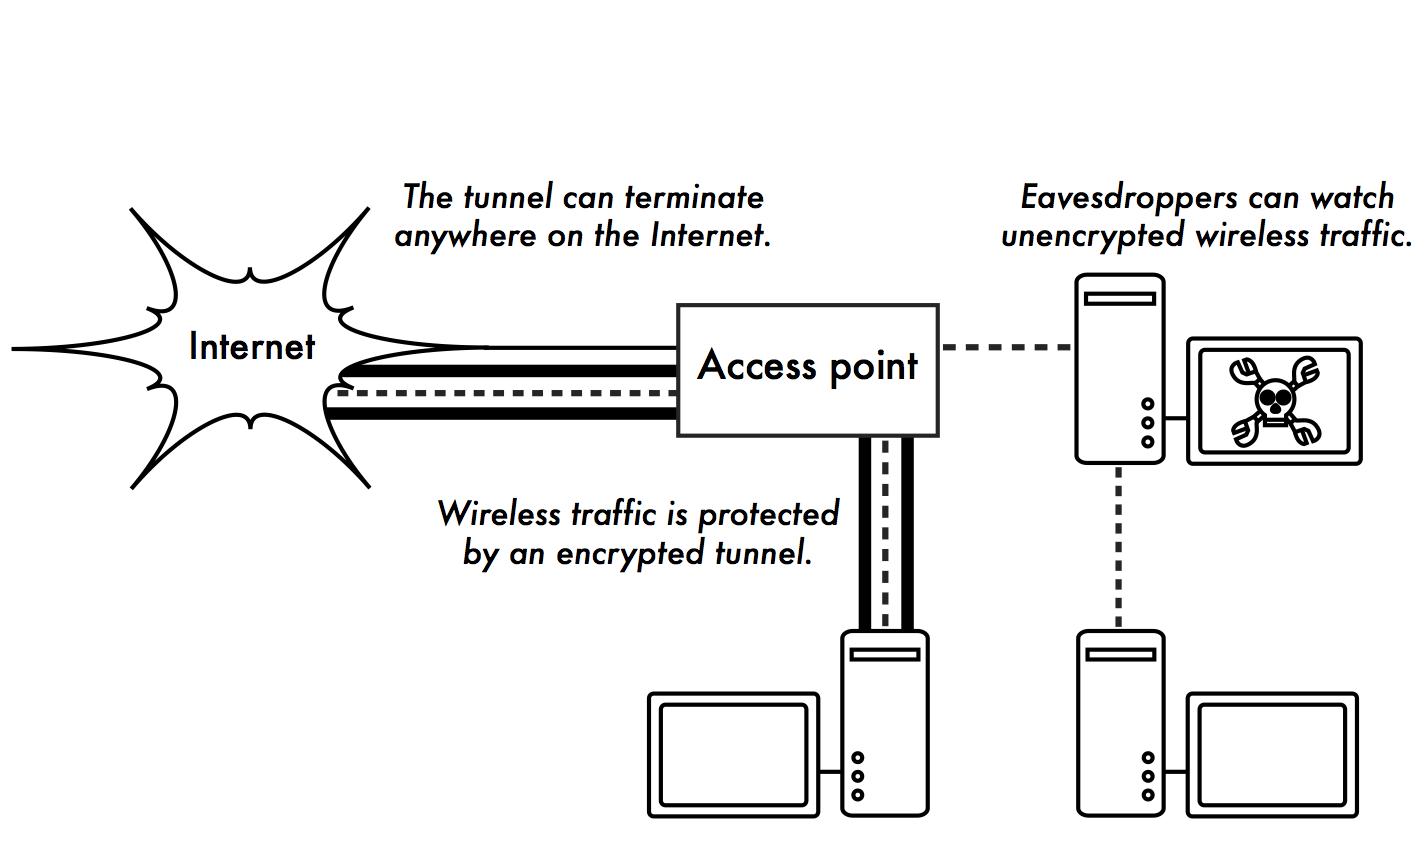 The tunnel can terminate
anywhere on the Internet.
Eavesdroppers can watch
unencrypted wireless traffic.
Internet
Access point
Wireless traffic is protected
by an encrypted tunnel.